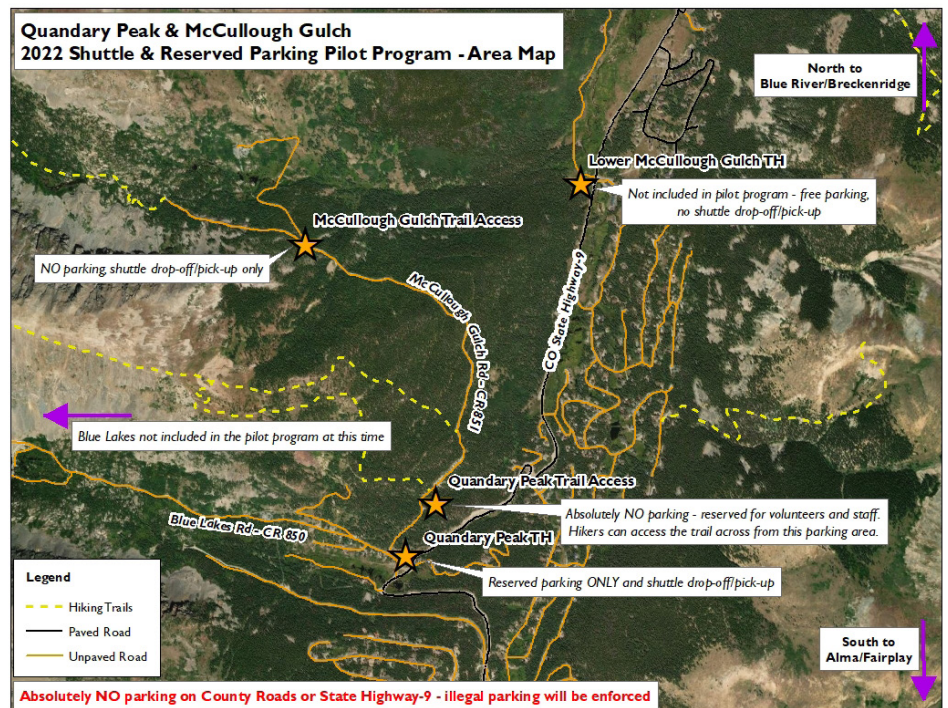 Quandary Peak & McCullough Gulch
2022 Shuttle & Reserved Parking Pilot Program - Area Map
North to
Blue River/Breckenridge
Lower McCullough Gulch TH
Not included in pilot program - free parking,
no shuttle drop-off/pick-up
McCullough Gulch Trail Access
NO parking, shuttle drop-off/pick-up only
McCullough Gulch Rd - CR 851
CO State Highway-9
Blue Lakes not included in the pilot program at this time
Quandary Peak Trail Access
Absolutely NO parking - reserved for volunteers and staff.
Hikers can access the trail across from this parking area.
Blue Lakes Rd - CR 850
Quandary Peak TH
Reserved parking ONLY and shuttle drop-off/pick-up
Legend
Hiking Trails
Paved Road
Unpaved Road
South to
Alma/Fairplay
Absolutely NO parking on County Roads or State Highway-9 - illegal parking will be enforced